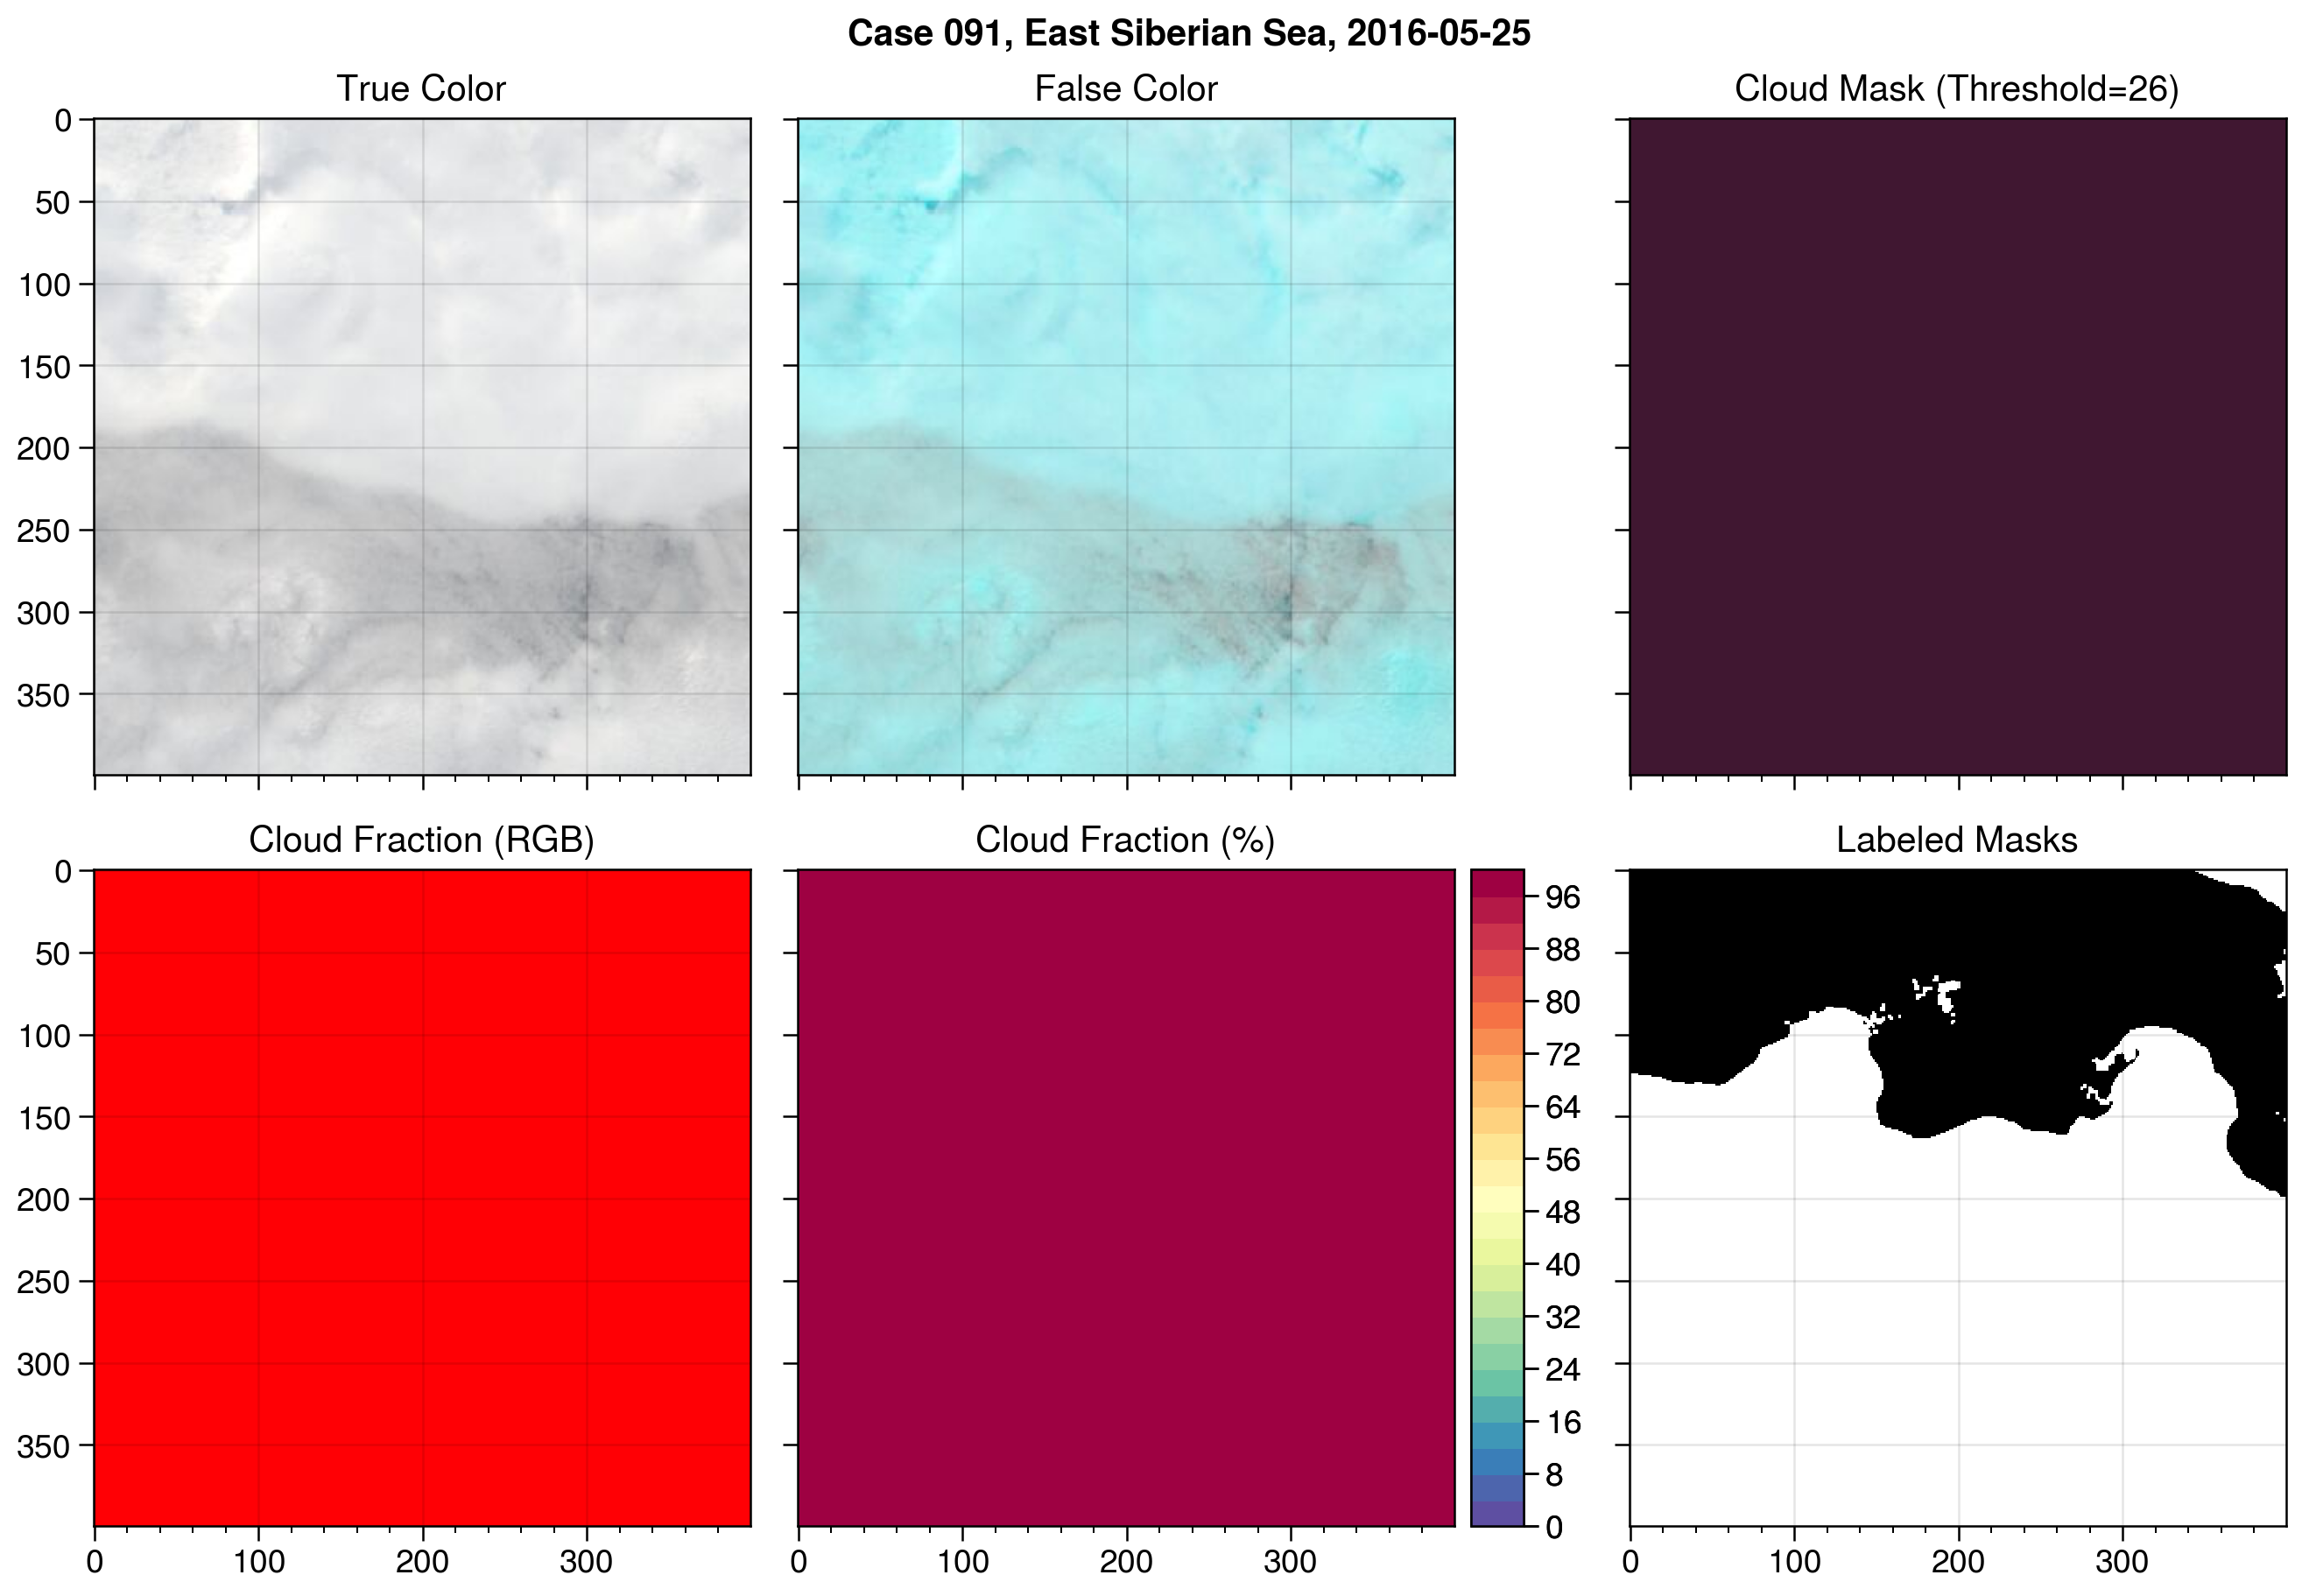 Case 091, East Siberian Sea, 2016-05-25
True Color
False Color
Cloud Mask (Threshold=26)
0
50
100
150
200
250
300
350
Cloud Fraction (RGB)
Cloud Fraction (%)
Labeled Masks
0
50
100
150
200
250
300
350
96
88
80
72
64
56
48
40
32
24
16
8
0
0 100 200 300
0 100 200 300
0 100 200 300